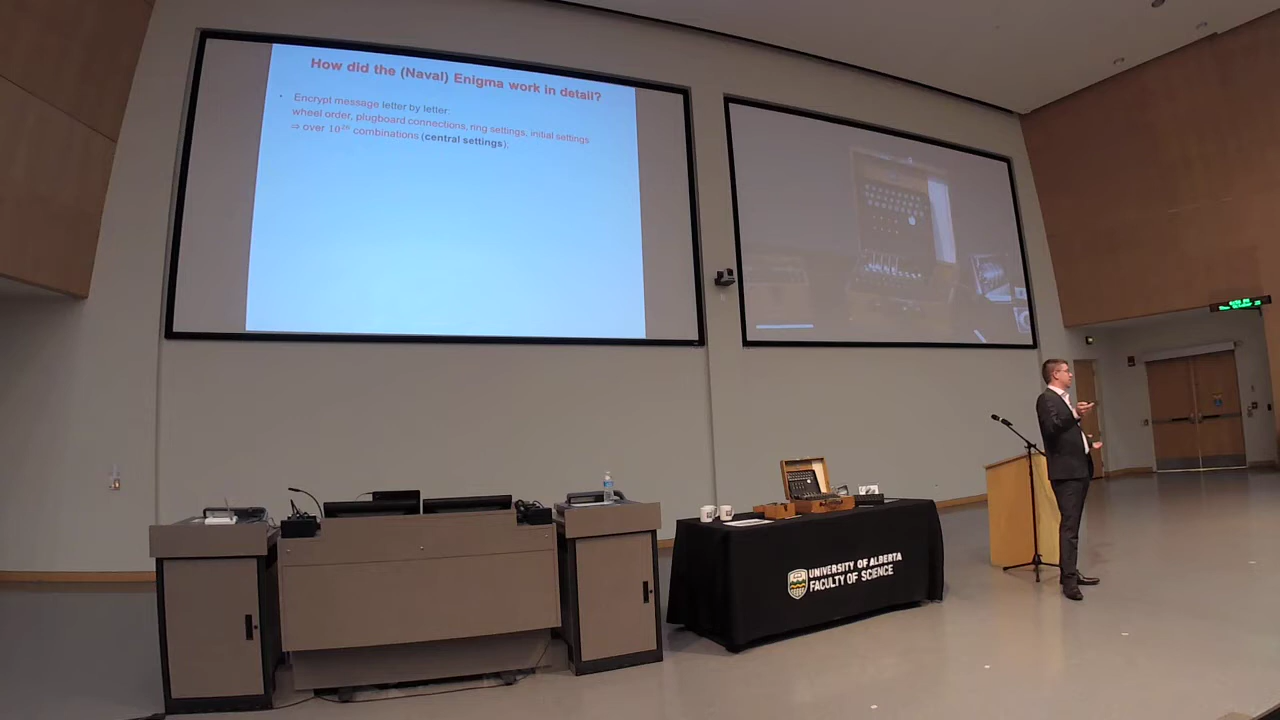 How did the (Naval) Enigma work in detail?
• Encrypt message letter by letter:
wheel order, plugboard connections, ring settings, initial settings
⇒ over 10²⁰ combinations (central settings);
UNIVERSITY OF ALBERTA
FACULTY OF SCIENCE